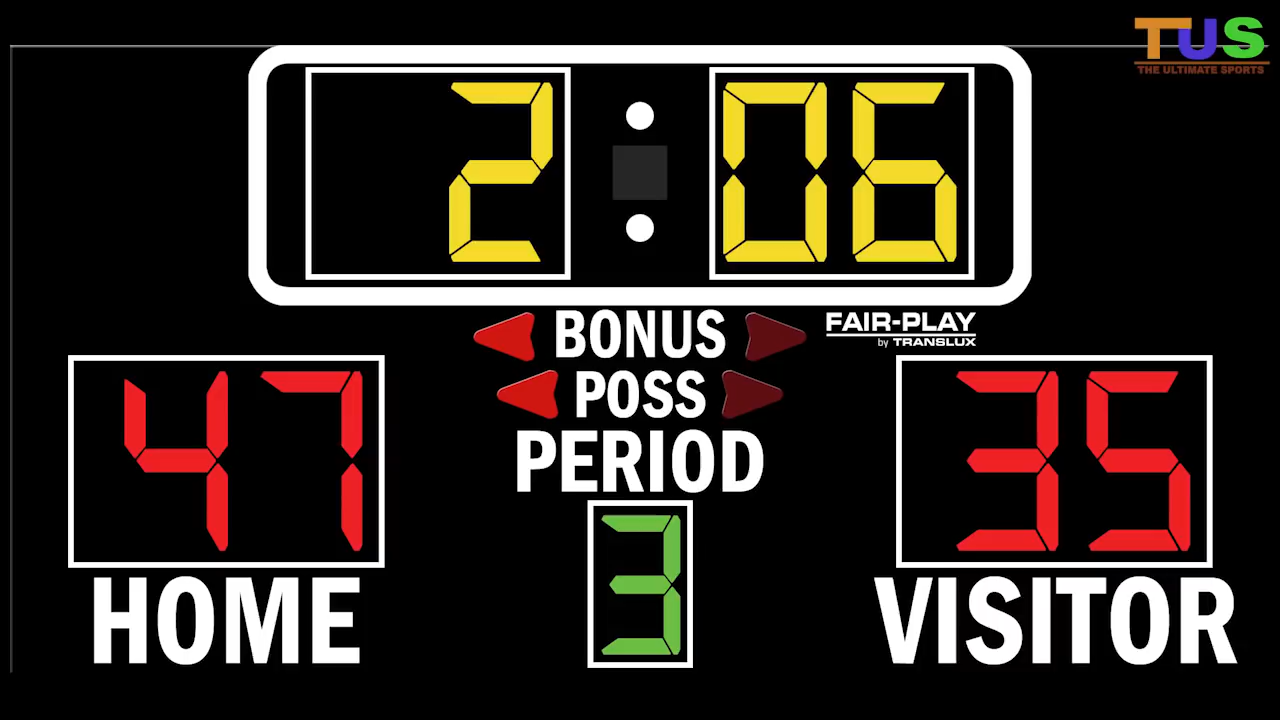 TUS
THE ULTIMATE SPORTS
2:06
BONUS
FAIR-PLAY
by TRANSLUX
POSS
PERIOD
47
35
3
HOME
VISITOR